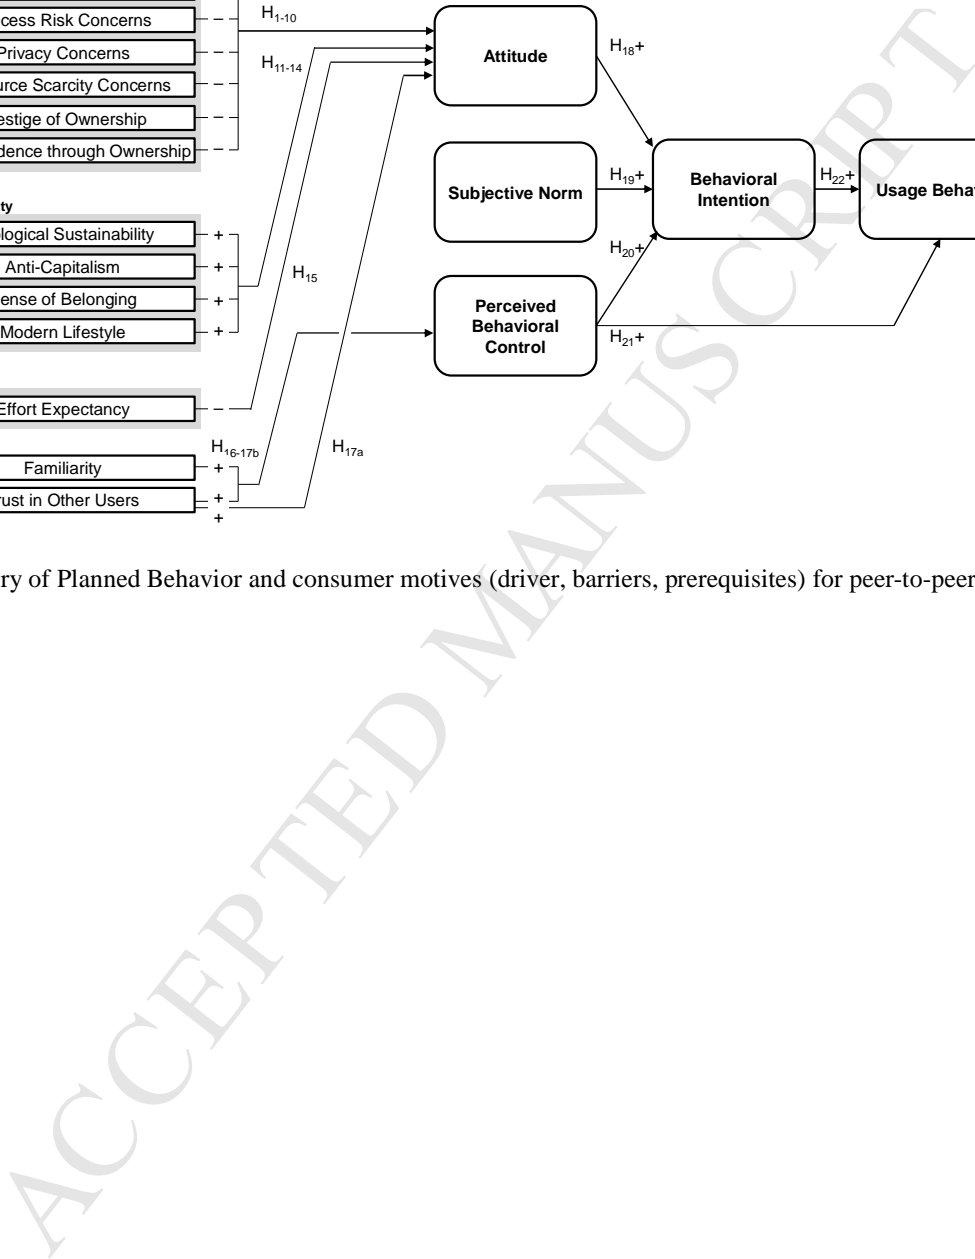 cess Risk Concerns –
Privacy Concerns –
urce Scarcity Concerns –
estige of Ownership –
dence through Ownership –
ty
logical Sustainability +
Anti-Capitalism +
ense of Belonging +
Modern Lifestyle +
Effort Expectancy –
Familiarity +
rust in Other Users +
+
H1-10
H11-14
H15
H16-17b
H17a
Attitude
Subjective Norm
Perceived
Behavioral
Control
H18+
H19+
H20+
H21+
Behavioral
Intention
H22+
Usage Behav
ry of Planned Behavior and consumer motives (driver, barriers, prerequisites) for peer-to-peer
ACCEPTED MANUSCRIPT